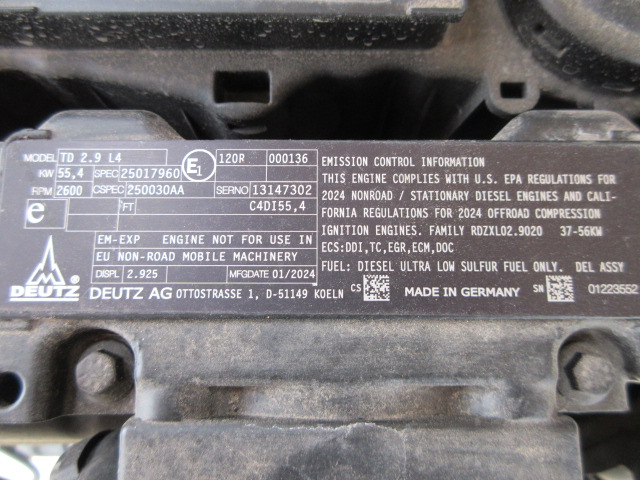 MODEL TD 2.9 L4 E1 120R 000136
KW 55,4 SPEC 25017960
RPM 2600 CSPEC 250030AA SERNO 13147302
e FT C4DI55,4
EM-EXP ENGINE NOT FOR USE IN
EU NON-ROAD MOBILE MACHINERY
DISPL 2.925 MFGDATE 01/2024
DEUTZ DEUTZ AG OTTOSTRASSE 1, D-51149 KOELN
EMISSION CONTROL INFORMATION
THIS ENGINE COMPLIES WITH U.S. EPA REGULATIONS FOR
2024 NONROAD / STATIONARY DIESEL ENGINES AND CALI-
FORNIA REGULATIONS FOR 2024 OFFROAD COMPRESSION
IGNITION ENGINES. FAMILY RDZXL02.9020 37-56KW
ECS:DDI,TC,EGR,ECM,DOC
FUEL: DIESEL ULTRA LOW SULFUR FUEL ONLY. DEL ASSY
CS MADE IN GERMANY SN 01223552